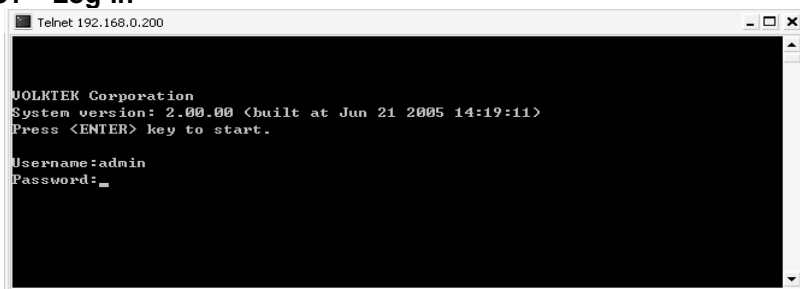 Log in
Telnet 192.168.0.200
VOLKTEK Corporation
System version: 2.00.00 (built at Jun 21 2005 14:19:11)
Press <ENTER> key to start.
Username:admin
Password:_